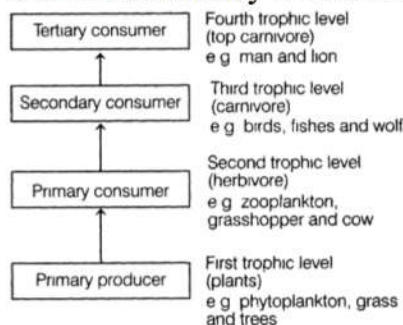 Tertiary consumer
Fourth trophic level
(top carnivore)
e g man and lion
Secondary consumer
Third trophic level
(carnivore)
e g birds, fishes and wolf
Primary consumer
Second trophic level
(herbivore)
e g zooplankton,
grasshopper and cow
Primary producer
First trophic level
(plants)
e g phytoplankton, grass
and trees